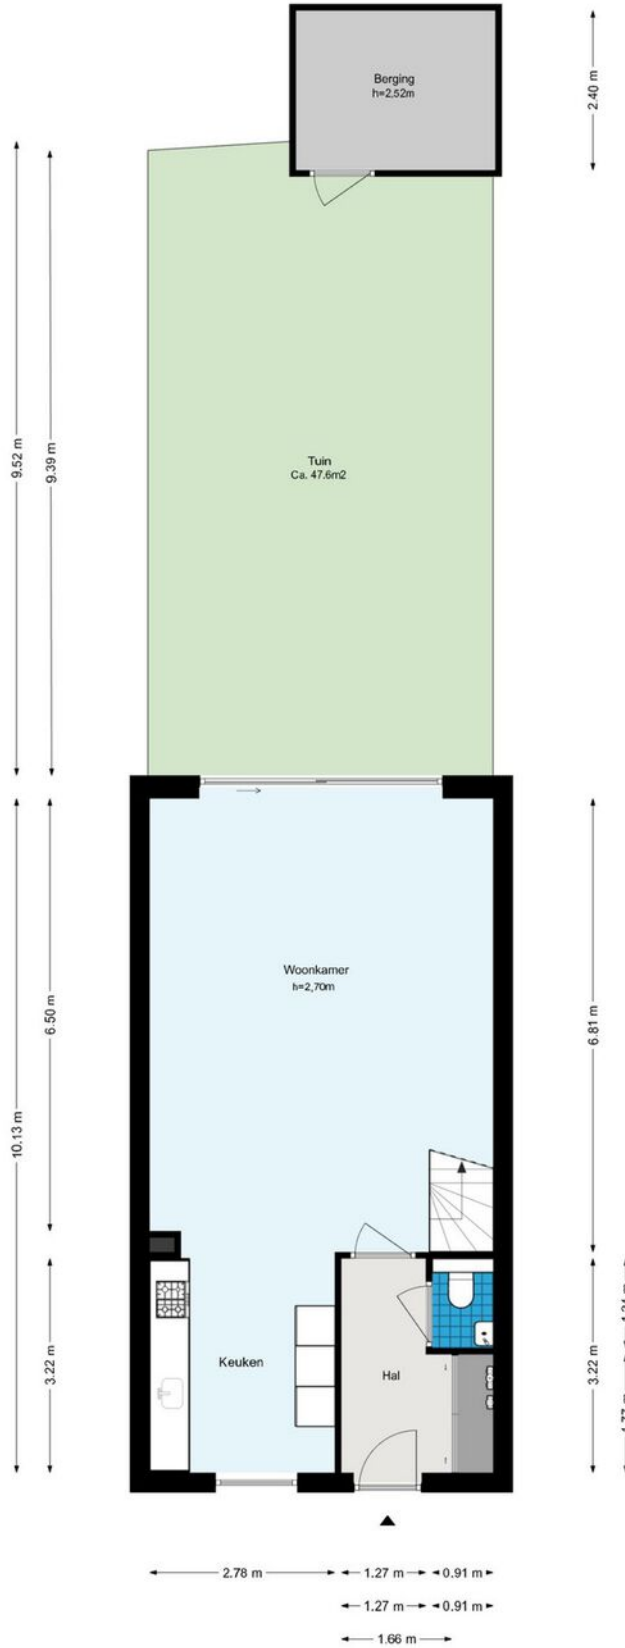 Berging
h=2,52m
2.40 m
9.52 m
9.39 m
Tuin
Ca. 47.6m2
Woonkamer
h=2,70m
6.50 m
6.81 m
10.13 m
Keuken
Hal
3.22 m
3.22 m
2.78 m
1.27 m
0.91 m
1.27 m
0.91 m
1.66 m